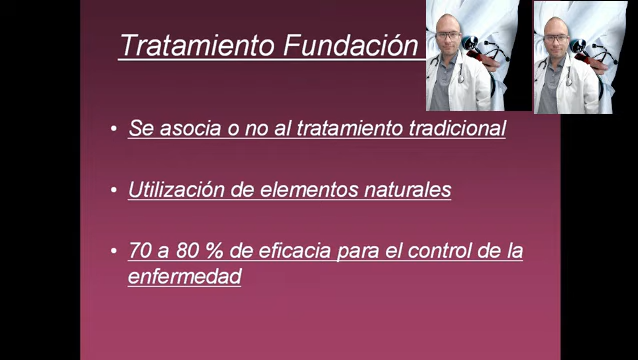 Tratamiento Fundación
• Se asocia o no al tratamiento tradicional
• Utilización de elementos naturales
• 70 a 80 % de eficacia para el control de la
enfermedad